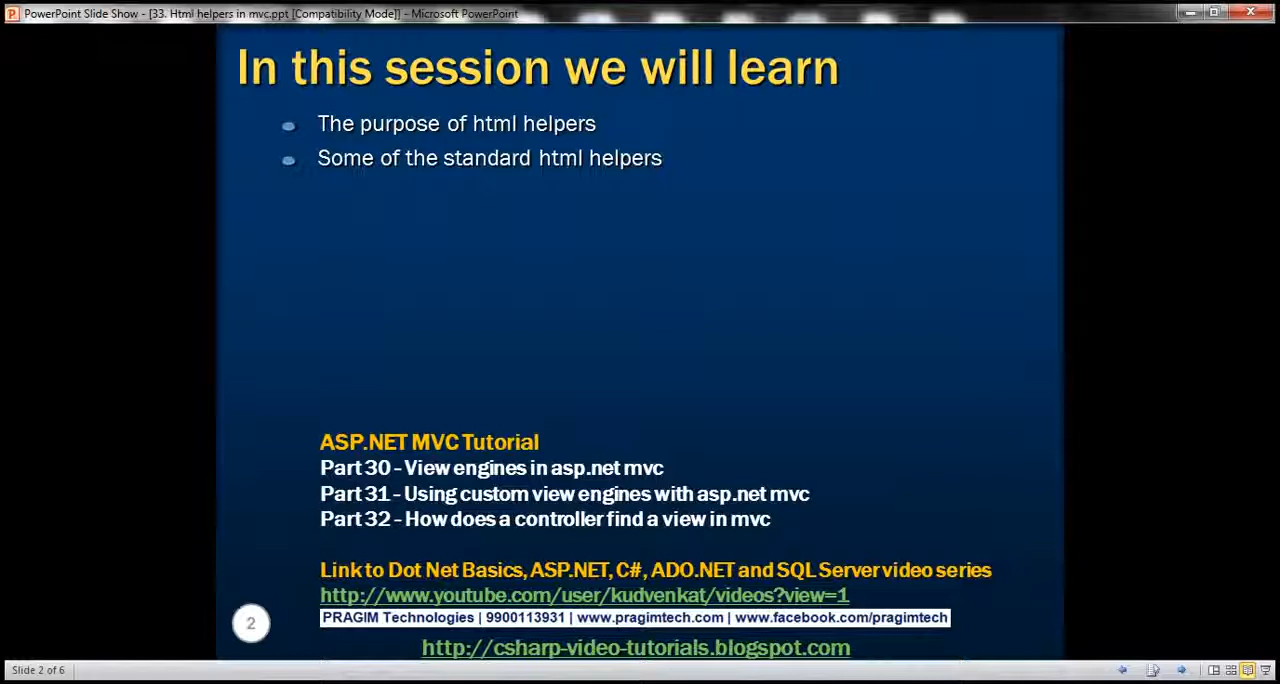 PowerPoint Slide Show - [33. Html helpers in mvc.ppt [Compatibility Mode]] - Microsoft PowerPoint
In this session we will learn
The purpose of html helpers
Some of the standard html helpers
ASP.NET MVC Tutorial
Part 30 - View engines in asp.net mvc
Part 31 - Using custom view engines with asp.net mvc
Part 32 - How does a controller find a view in mvc
Link to Dot Net Basics, ASP.NET, C#, ADO.NET and SQL Server video series
http://www.youtube.com/user/kudvenkat/videos?view=1
PRAGIM Technologies | 9900113931 | www.pragimtech.com | www.facebook.com/pragimtech
2
http://csharp-video-tutorials.blogspot.com
Slide 2 of 6